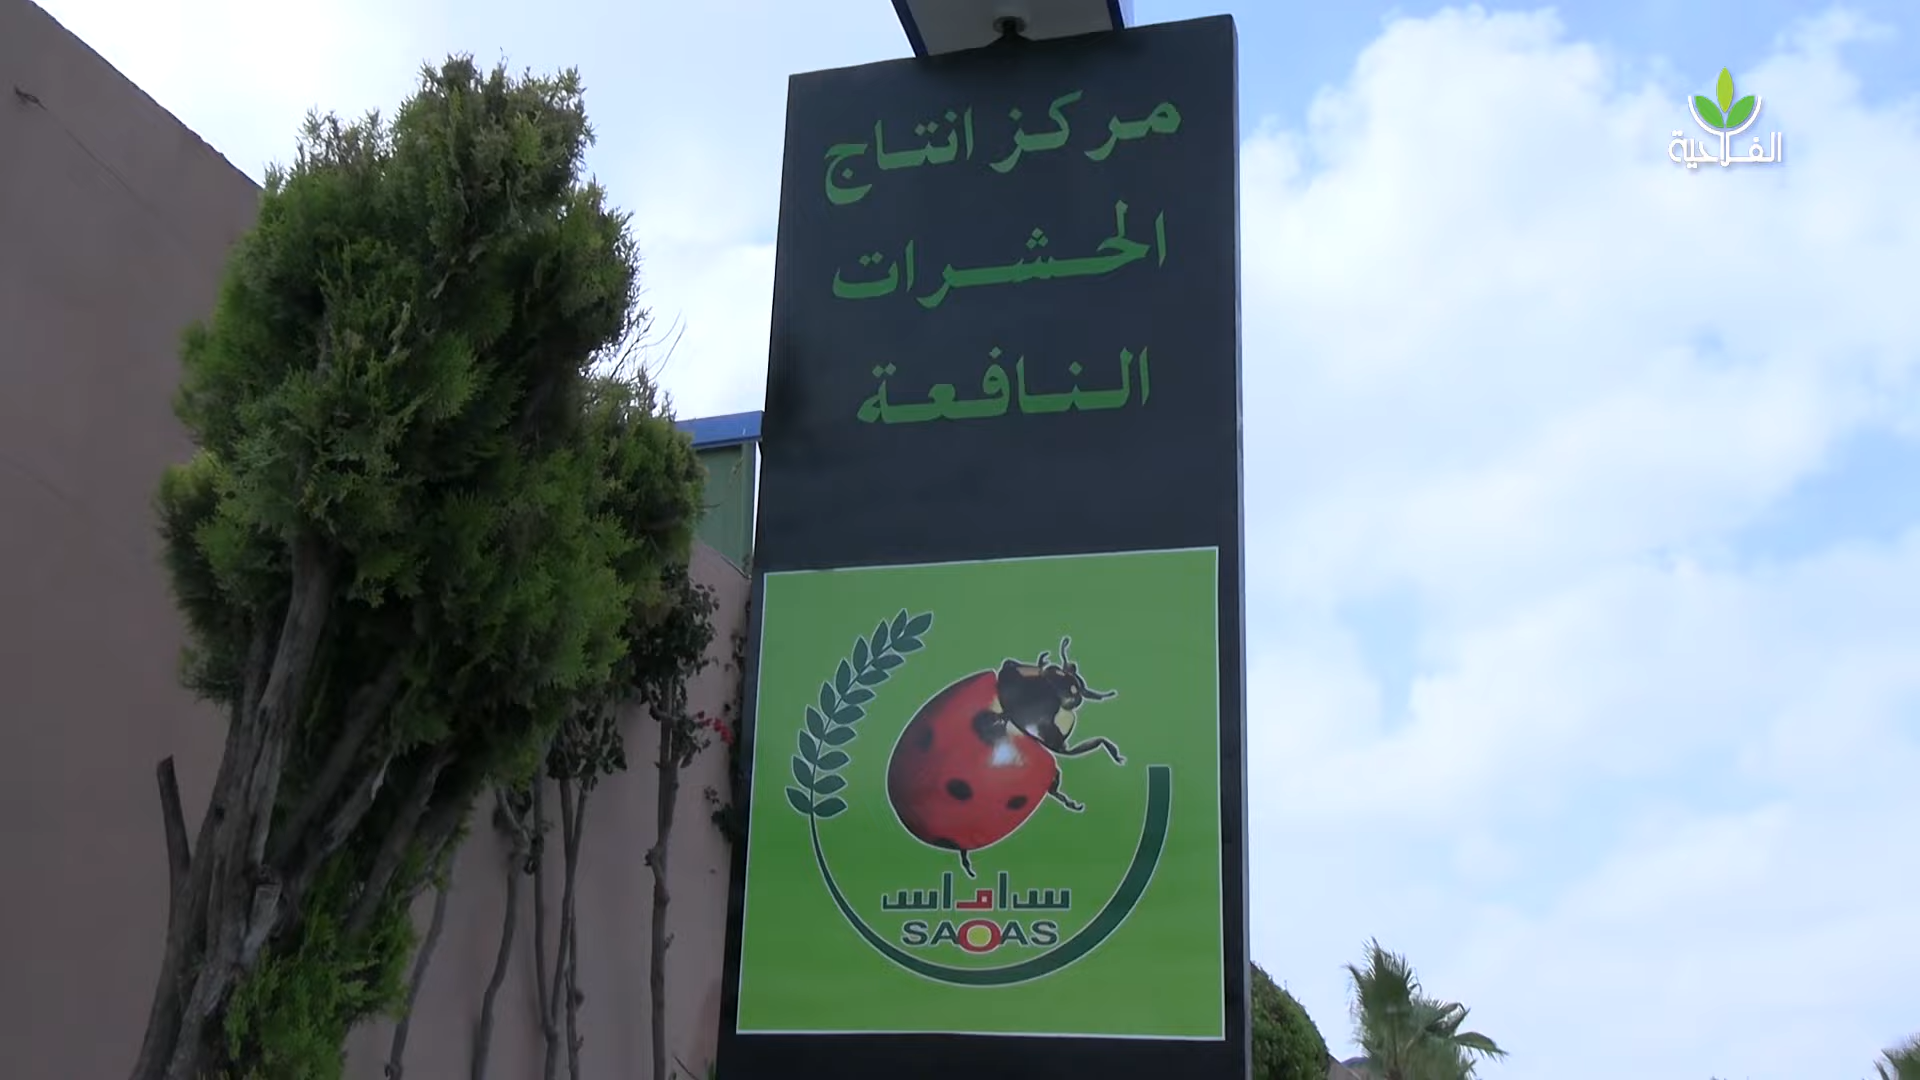 الفلاحية
مركز انتاج
الحشرات
النافعة
ساماس
SAOAS